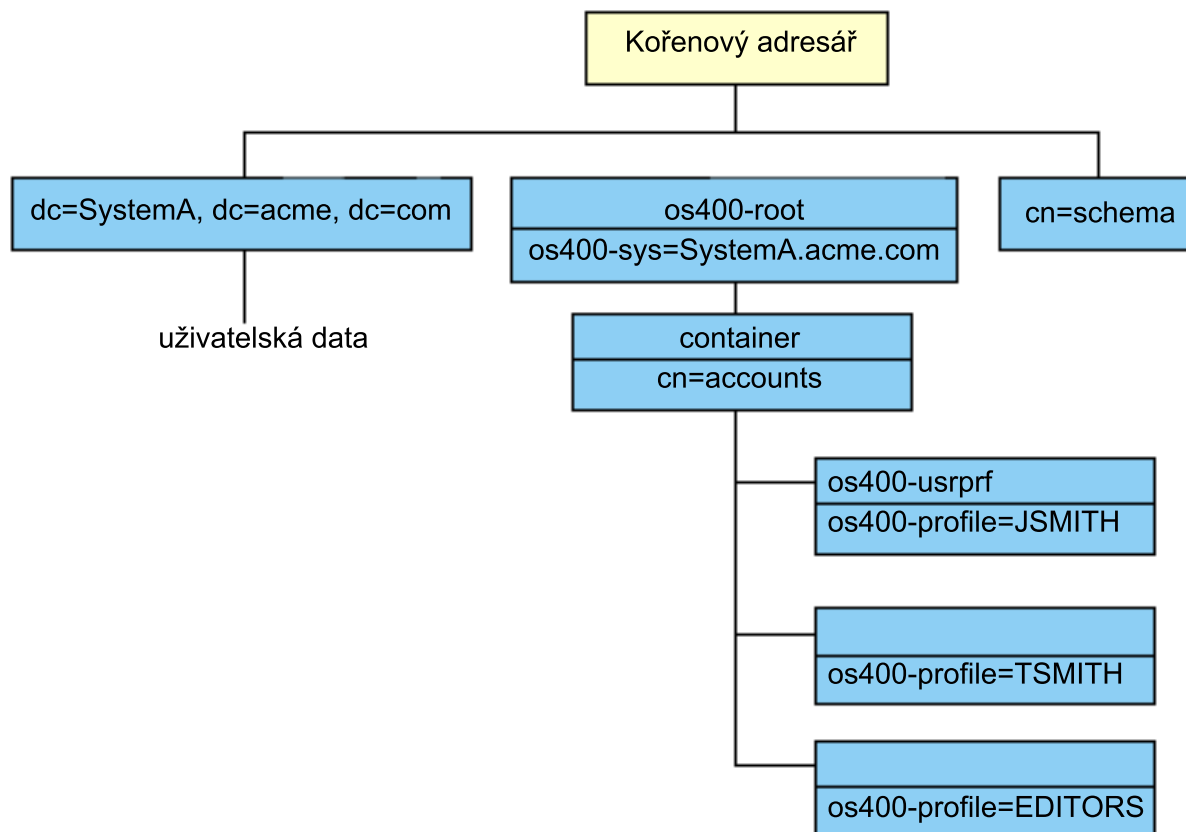 Kořenový adresář
dc=SystemA, dc=acme, dc=com
os400-root
os400-sys=SystemA.acme.com
cn=schema
uživatelská data
container
cn=accounts
os400-usrprf
os400-profile=JSMITH
os400-profile=TSMITH
os400-profile=EDITORS